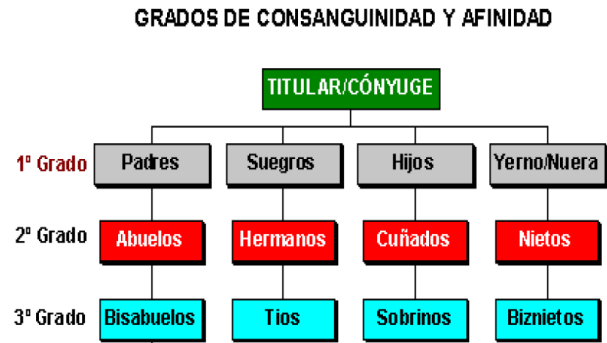 GRADOS DE CONSANGUINIDAD Y AFINIDAD
TITULAR/CÓNYUGE
1º Grado Padres Suegros Hijos Yerno/Nuera
2º Grado Abuelos Hermanos Cuñados Nietos
3º Grado Bisabuelos Tios Sobrinos Biznietos